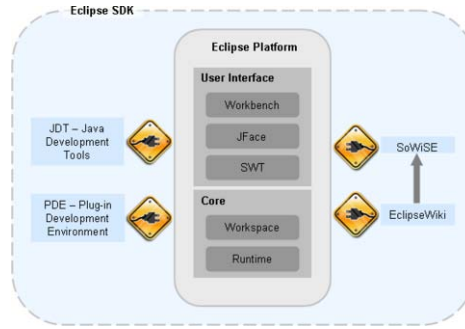 Eclipse SDK
Eclipse Platform
User Interface
Workbench
JFace
SWT
Core
Workspace
Runtime
JDT – Java
Development
Tools
PDE – Plug-in
Development
Environment
SoWiSE
EclipseWiki